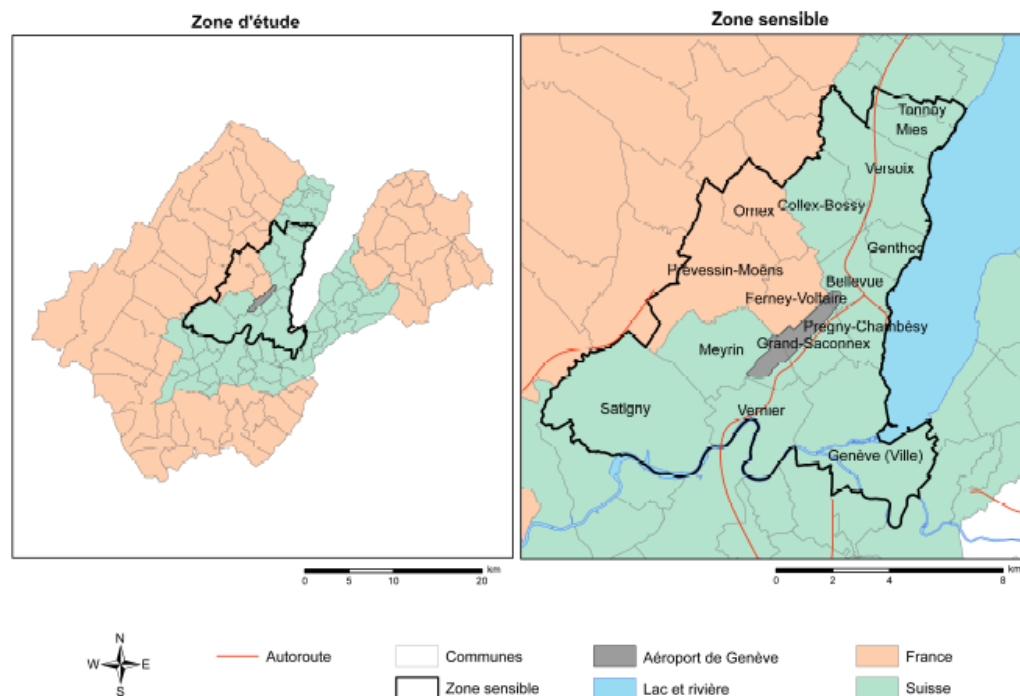 Zone d'étude
Zone sensible
Tannay
Mies
Versoix
Collex-Bossy
Ornex
Genthod
Prévessin-Moëns
Bellevue
Ferney-Voltaire
Pregny-Chambésy
Grand-Saconnex
Meyrin
Satigny
Vernier
Genève (Ville)
km
0 5 10 20
km
0 2 4 8
N
W E
S
Autoroute
Communes
Aéroport de Genève
France
Zone sensible
Lac et rivière
Suisse